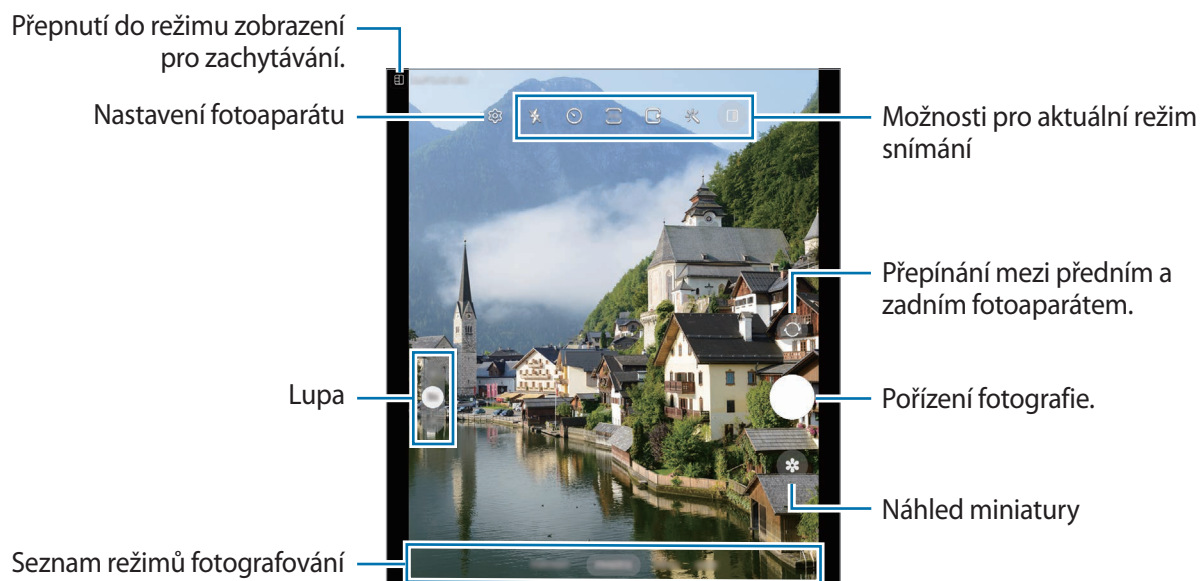 Přepnutí do režimu zobrazení
pro zachytávání.
Nastavení fotoaparátu
Možnosti pro aktuální režim
snímání
Přepínání mezi předním a
zadním fotoaparátem.
Lupa
Pořízení fotografie.
Náhled miniatury
Seznam režimů fotografování